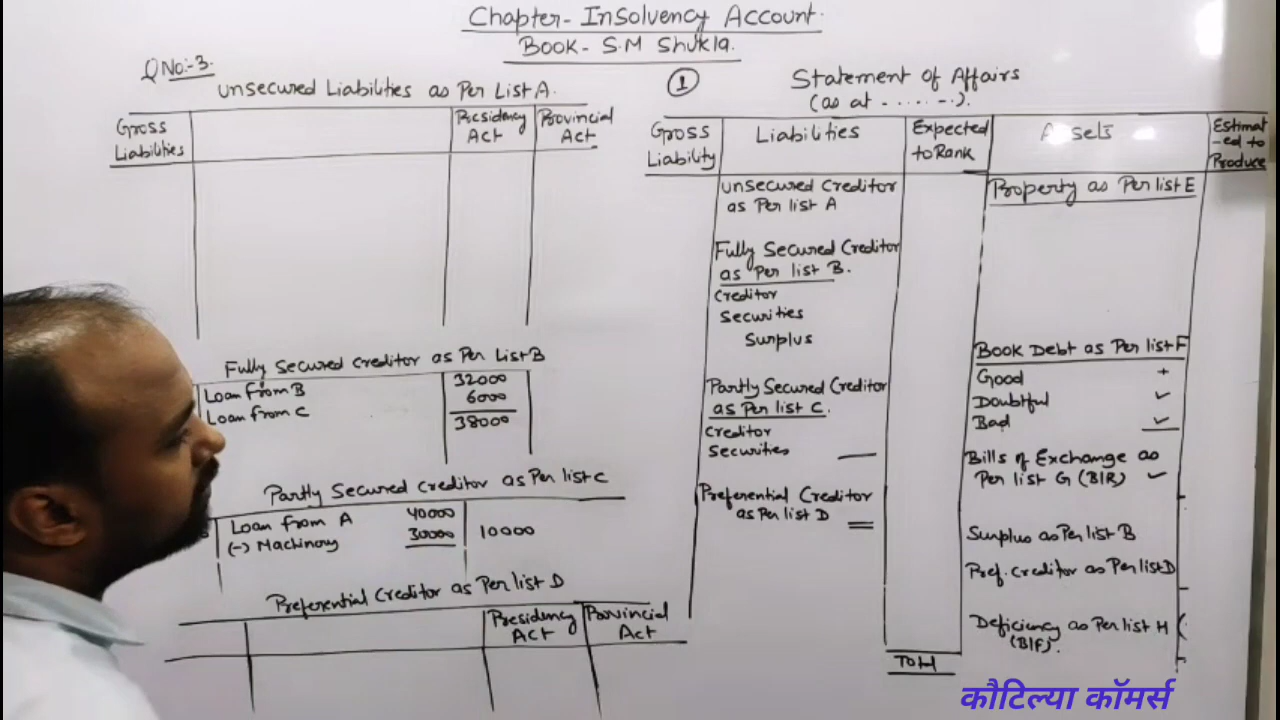 Chapter- Insolvency Account.
Book- S.M Shukla.
Q No:-3.
Unsecured Liabilities as Per List A.
Gross Liabilities
Presidency Act
Provincial Act
Fully Secured Creditor as Per List B
Loan from B 32000
Loan from C 6000
38000
Partly Secured Creditor as Per list C
Loan from A 40000
(-) Machinory 30000 10000
Preferential Creditor as Per list D
Presidency Act
Provincial Act
①
Statement of Affairs
(as at - ..... -.).
Gross Liability
Liabilities
Expected to Rank
Assets
Estimat-ed to Produce
Unsecured Creditor
as Per list A
Fully Secured Creditor
as Per list B.
Creditor
Securities
Surplus
Partly Secured Creditor
as Per list C.
Creditor
Securities
Preferential Creditor
as Per list D
Property as Per list E
Book Debt as Per list F
Good +
Doubtful ✓
Bad ✓
Bills of Exchange as
Per list G (B/R) ✓
Surplus as Per list B
Pref. Creditor as Per list D
Deficiency as Per list H
(B/F).
Total
कौटिल्या कॉमर्स